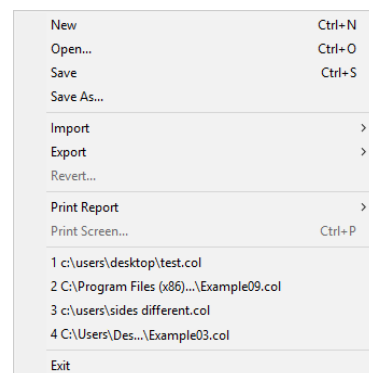 New Ctrl+N
Open... Ctrl+O
Save Ctrl+S
Save As...
Import >
Export >
Revert...
Print Report >
Print Screen... Ctrl+P
1 c:\users\desktop\test.col
2 C:\Program Files (x86)...\Example09.col
3 c:\users\sides different.col
4 C:\Users\Des...\Example03.col
Exit